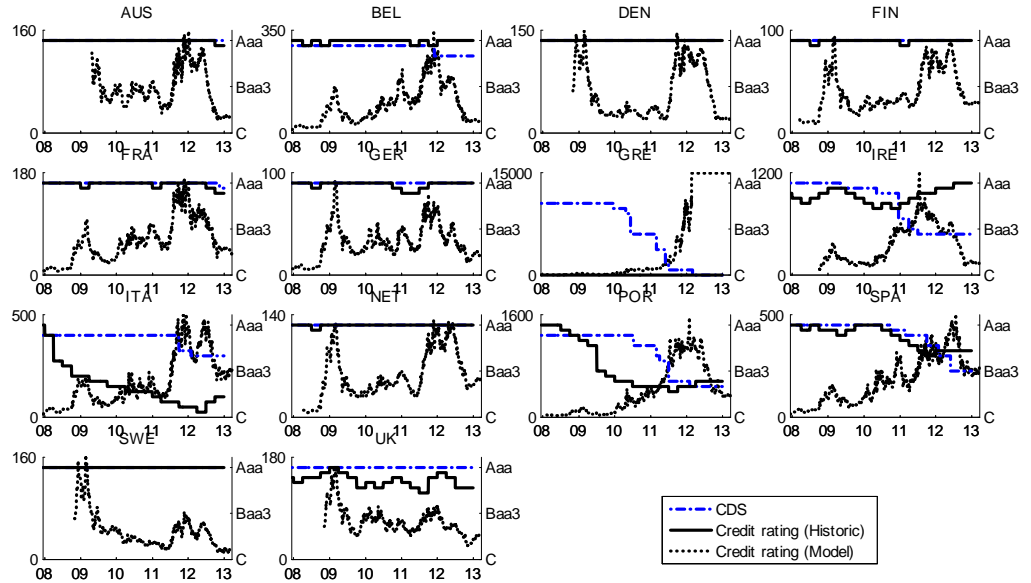 AUS BEL DEN FIN
160 Aaa 350 Aaa 150 Aaa 100 Aaa
Baa3 Baa3 Baa3 Baa3
0 C 0 C 0 C 0 C
08 09 10 11 12 13 08 09 10 11 12 13 08 09 10 11 12 13 08 09 10 11 12 13
FRA GER GRE IRE
180 Aaa 100 Aaa 15000 Aaa 1200 Aaa
Baa3 Baa3 Baa3 Baa3
0 C 0 C 0 C 0 C
08 09 10 11 12 13 08 09 10 11 12 13 08 09 10 11 12 13 08 09 10 11 12 13
ITA NET POR SPA
500 Aaa 140 Aaa 1600 Aaa 500 Aaa
Baa3 Baa3 Baa3 Baa3
0 C 0 C 0 C 0 C
08 09 10 11 12 13 08 09 10 11 12 13 08 09 10 11 12 13 08 09 10 11 12 13
SWE UK
160 Aaa 180 Aaa
Baa3 Baa3
0 C 0 C
08 09 10 11 12 13 08 09 10 11 12 13
CDS
Credit rating (Historic)
Credit rating (Model)